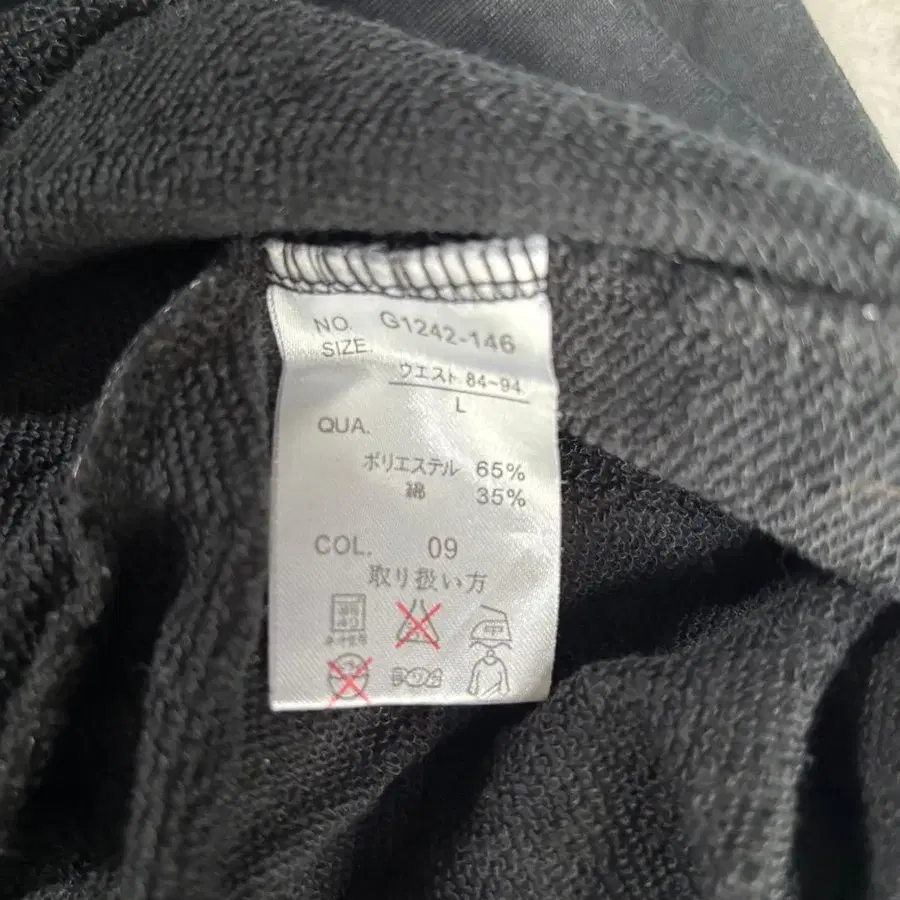 NO. G1242-146
SIZE.
ウエスト 84~94
L
QUA.
ポリエステル 65%
綿 35%
COL. 09
取り扱い方